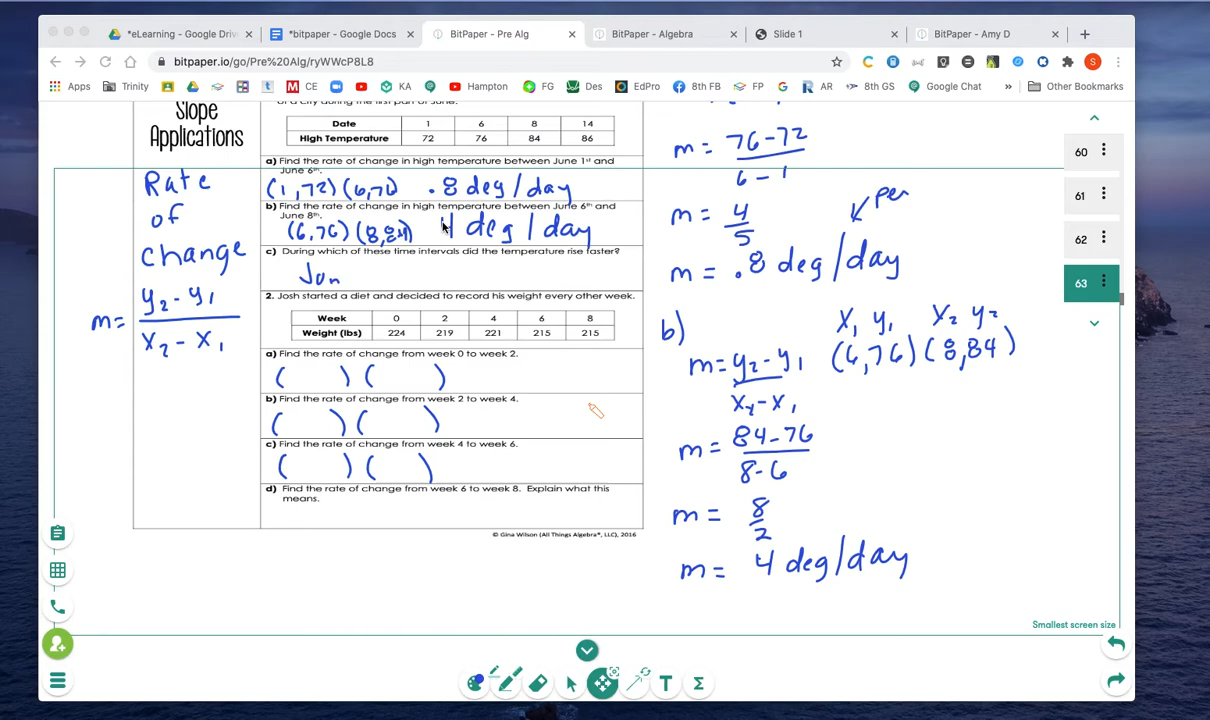 *eLearning - Google Driv
*bitpaper - Google Docs
BitPaper - Pre Alg
BitPaper - Algebra
Slide 1
BitPaper - Amy D
bitpaper.io/go/Pre%20Alg/ryWWcP8L8
S
Apps
Trinity
CE
Hampton
KA
FG
Des
EdPro
8th FB
FP
AR
8th GS
Google Chat
»
Other Bookmarks
Slope
Applications
Rate
of
change
m= y₂ - y₁
x₂ - x₁
of a city during the first part of June.
Date 1 6 8 14
High Temperature 72 76 84 86
a) Find the rate of change in high temperature between June 1st and
June 6th.
(1,72)(6,76) .8 deg/day
b) Find the rate of change in high temperature between June 6th and
June 8th.
(6,76)(8,84) 4 deg/day
c) During which of these time intervals did the temperature rise faster?
Jun
2. Josh started a diet and decided to record his weight every other week.
Week 0 2 4 6 8
Weight (lbs) 224 219 221 215 215
a) Find the rate of change from week 0 to week 2.
( ) ( )
b) Find the rate of change from week 2 to week 4.
( ) ( )
c) Find the rate of change from week 4 to week 6.
( ) ( )
d) Find the rate of change from week 6 to week 8. Explain what this
means.
© Gina Wilson (All Things Algebra®, LLC), 2016
m = 76-72
6 - 1
per
m = 4
5
m = .8 deg/day
b)
x₁ y₁ x₂ y₂
(6,76)(8,84)
m = y₂ - y₁
x₂ - x₁
m = 84-76
8-6
m = 8
2
m = 4 deg/day
60
61
62
63
Smallest screen size
T
Σ